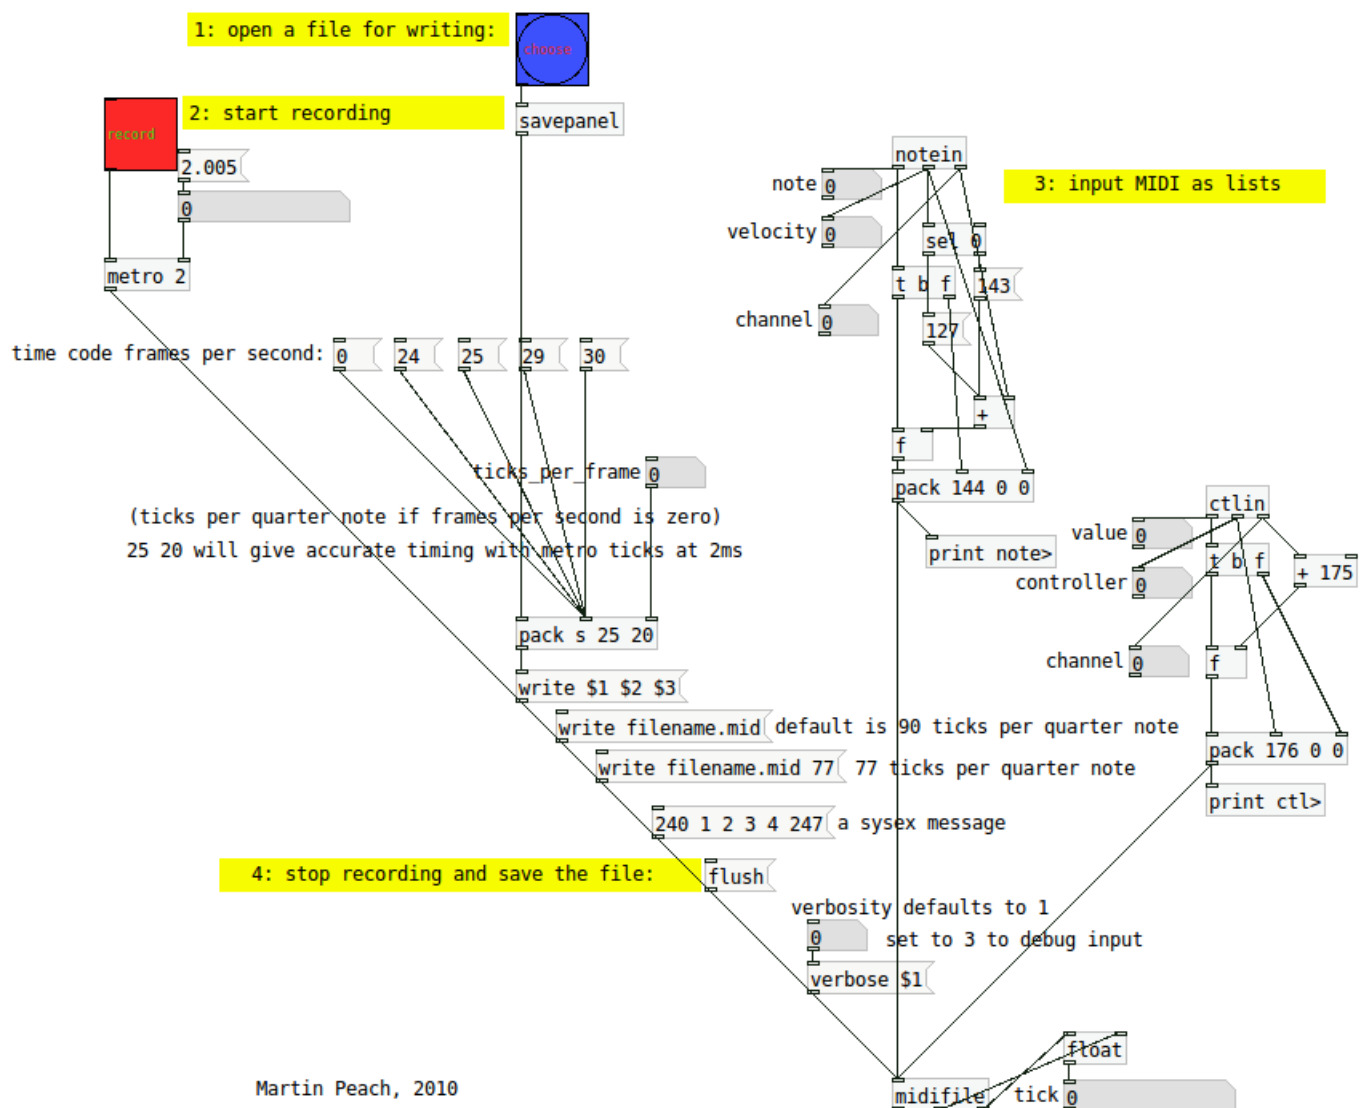 1: open a file for writing:
choose
record
2: start recording
savepanel
2.005
0
notein
3: input MIDI as lists
note 0
velocity 0
sel 0
metro 2
t b f
143
channel 0
127
time code frames per second: 0 24 25 29 30
+
f
ticks_per_frame 0
pack 144 0 0
(ticks per quarter note if frames per second is zero)
25 20 will give accurate timing with metro ticks at 2ms
print note>
ctlin
value 0
t b f
+ 175
controller 0
pack s 25 20
channel 0
f
write $1 $2 $3
write filename.mid default is 90 ticks per quarter note
pack 176 0 0
write filename.mid 77 77 ticks per quarter note
print ctl>
240 1 2 3 4 247 a sysex message
4: stop recording and save the file: flush
verbosity defaults to 1
0 set to 3 to debug input
verbose $1
float
Martin Peach, 2010
midifile
tick 0